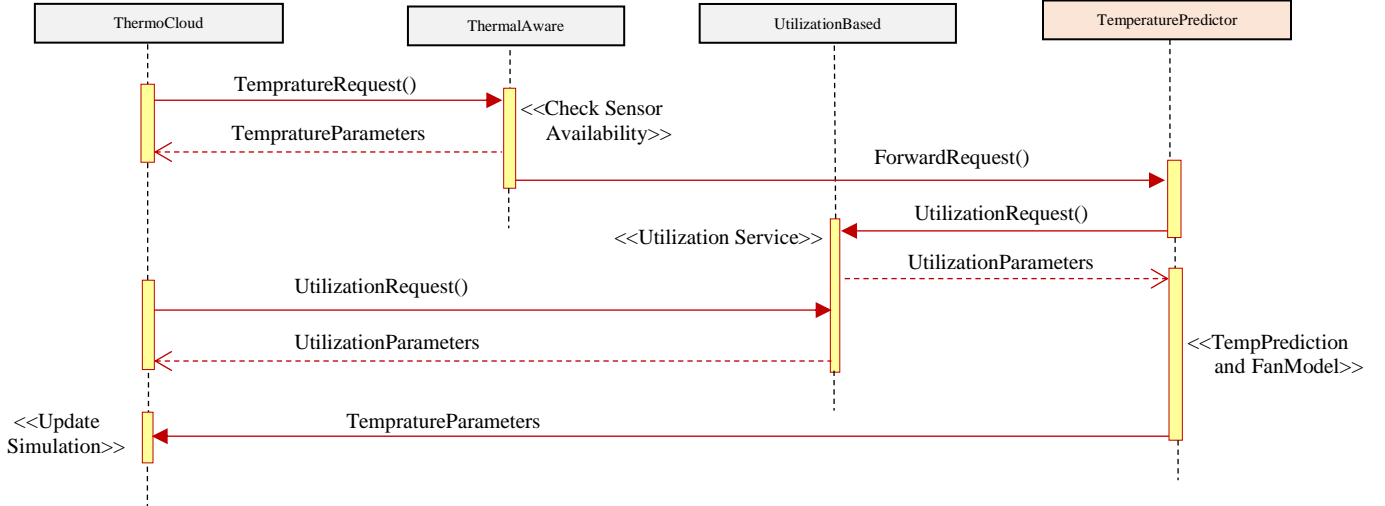 ThermoCloud
ThermalAware
UtilizationBased
TemperaturePredictor
TempratureRequest()
<<Check Sensor
Availability>>
TempratureParameters
ForwardRequest()
UtilizationRequest()
<<Utilization Service>>
UtilizationParameters
UtilizationRequest()
UtilizationParameters
<<TempPrediction
and FanModel>>
<<Update
Simulation>>
TempratureParameters